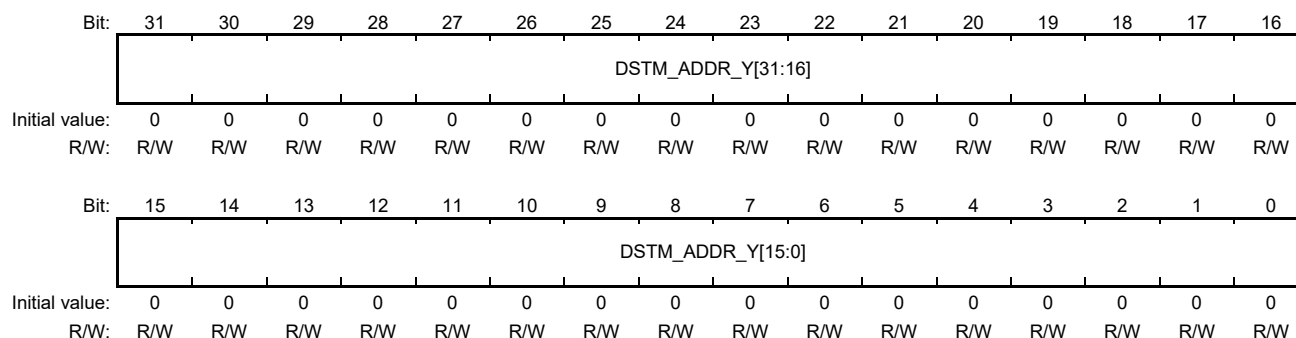 Bit: 31 30 29 28 27 26 25 24 23 22 21 20 19 18 17 16
DSTM_ADDR_Y[31:16]
Initial value: 0 0 0 0 0 0 0 0 0 0 0 0 0 0 0 0
R/W: R/W R/W R/W R/W R/W R/W R/W R/W R/W R/W R/W R/W R/W R/W R/W R/W
Bit: 15 14 13 12 11 10 9 8 7 6 5 4 3 2 1 0
DSTM_ADDR_Y[15:0]
Initial value: 0 0 0 0 0 0 0 0 0 0 0 0 0 0 0 0
R/W: R/W R/W R/W R/W R/W R/W R/W R/W R/W R/W R/W R/W R/W R/W R/W R/W